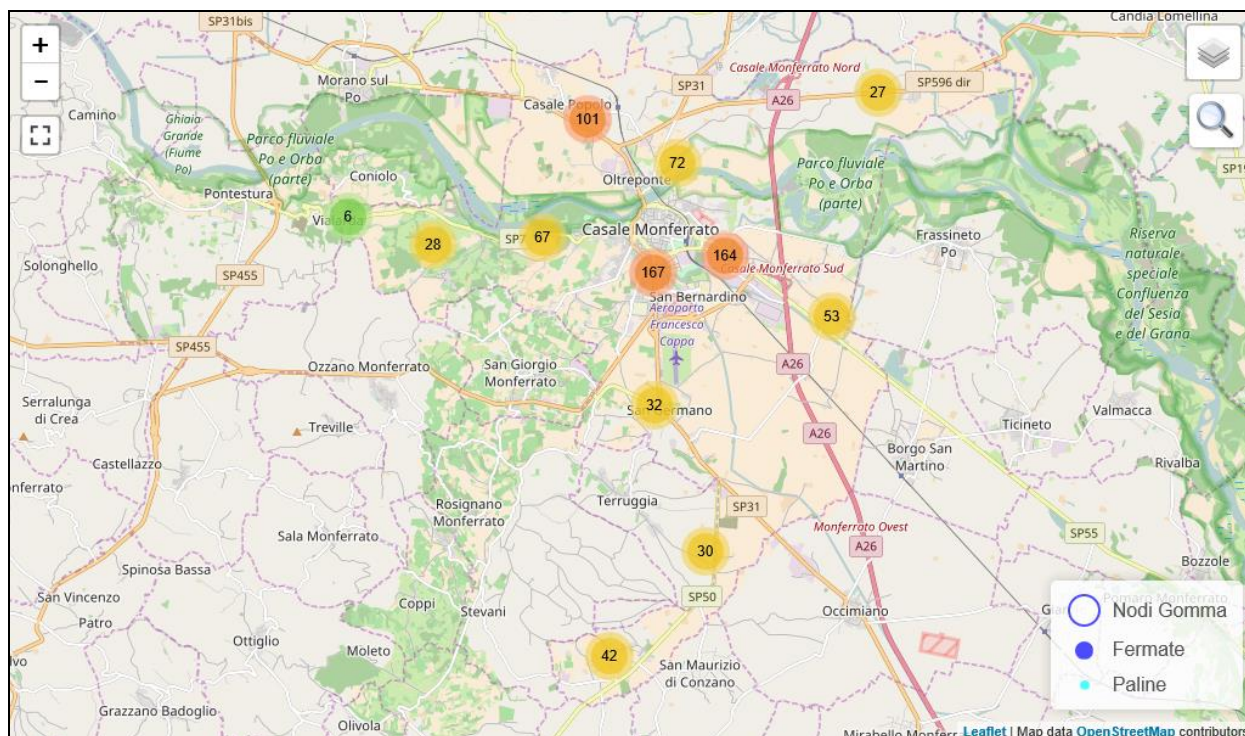 SP31bis
Candia Lomellina
+
−
Morano sul
Po
Casale Popolo
101
SP31
Casale Monferrato Nord
A26
27
SP596 dir
Camino
Ghiaia
Grande
(Fiume
Po)
Parco fluviale
Po e Orba
(parte)
Coniolo
72
Oltreponte
Parco fluviale
Po e Orba
(parte)
SP19
Pontestura
6
28
SP7
67
Casale Monferrato
167
164
Casale Monferrato Sud
Frassineto
Po
Riserva
naturale
speciale
Confluenza
del Sesia
e del Grana
Solonghello
SP455
San Bernardino
Aeroporto
Francesco
Cappa
53
SP455
Ozzano Monferrato
San Giorgio
Monferrato
A26
Serralunga
di Crea
Treville
32
A26
Ticineto
Valmacca
Castellazzo
Borgo San
Martino
Rivalba
Rosignano
Monferrato
Terruggia
SP31
Sala Monferrato
Monferrato Ovest
A26
SP55
30
Bozzole
Spinosa Bassa
San Vincenzo
Patro
Coppi
Stevani
SP50
Occimiano
Nodi Gomma
Fermate
Paline
Ottiglio
Moleto
42
San Maurizio
di Conzano
Grazzano Badoglio
Olivola
Leaflet | Map data OpenStreetMap contributors